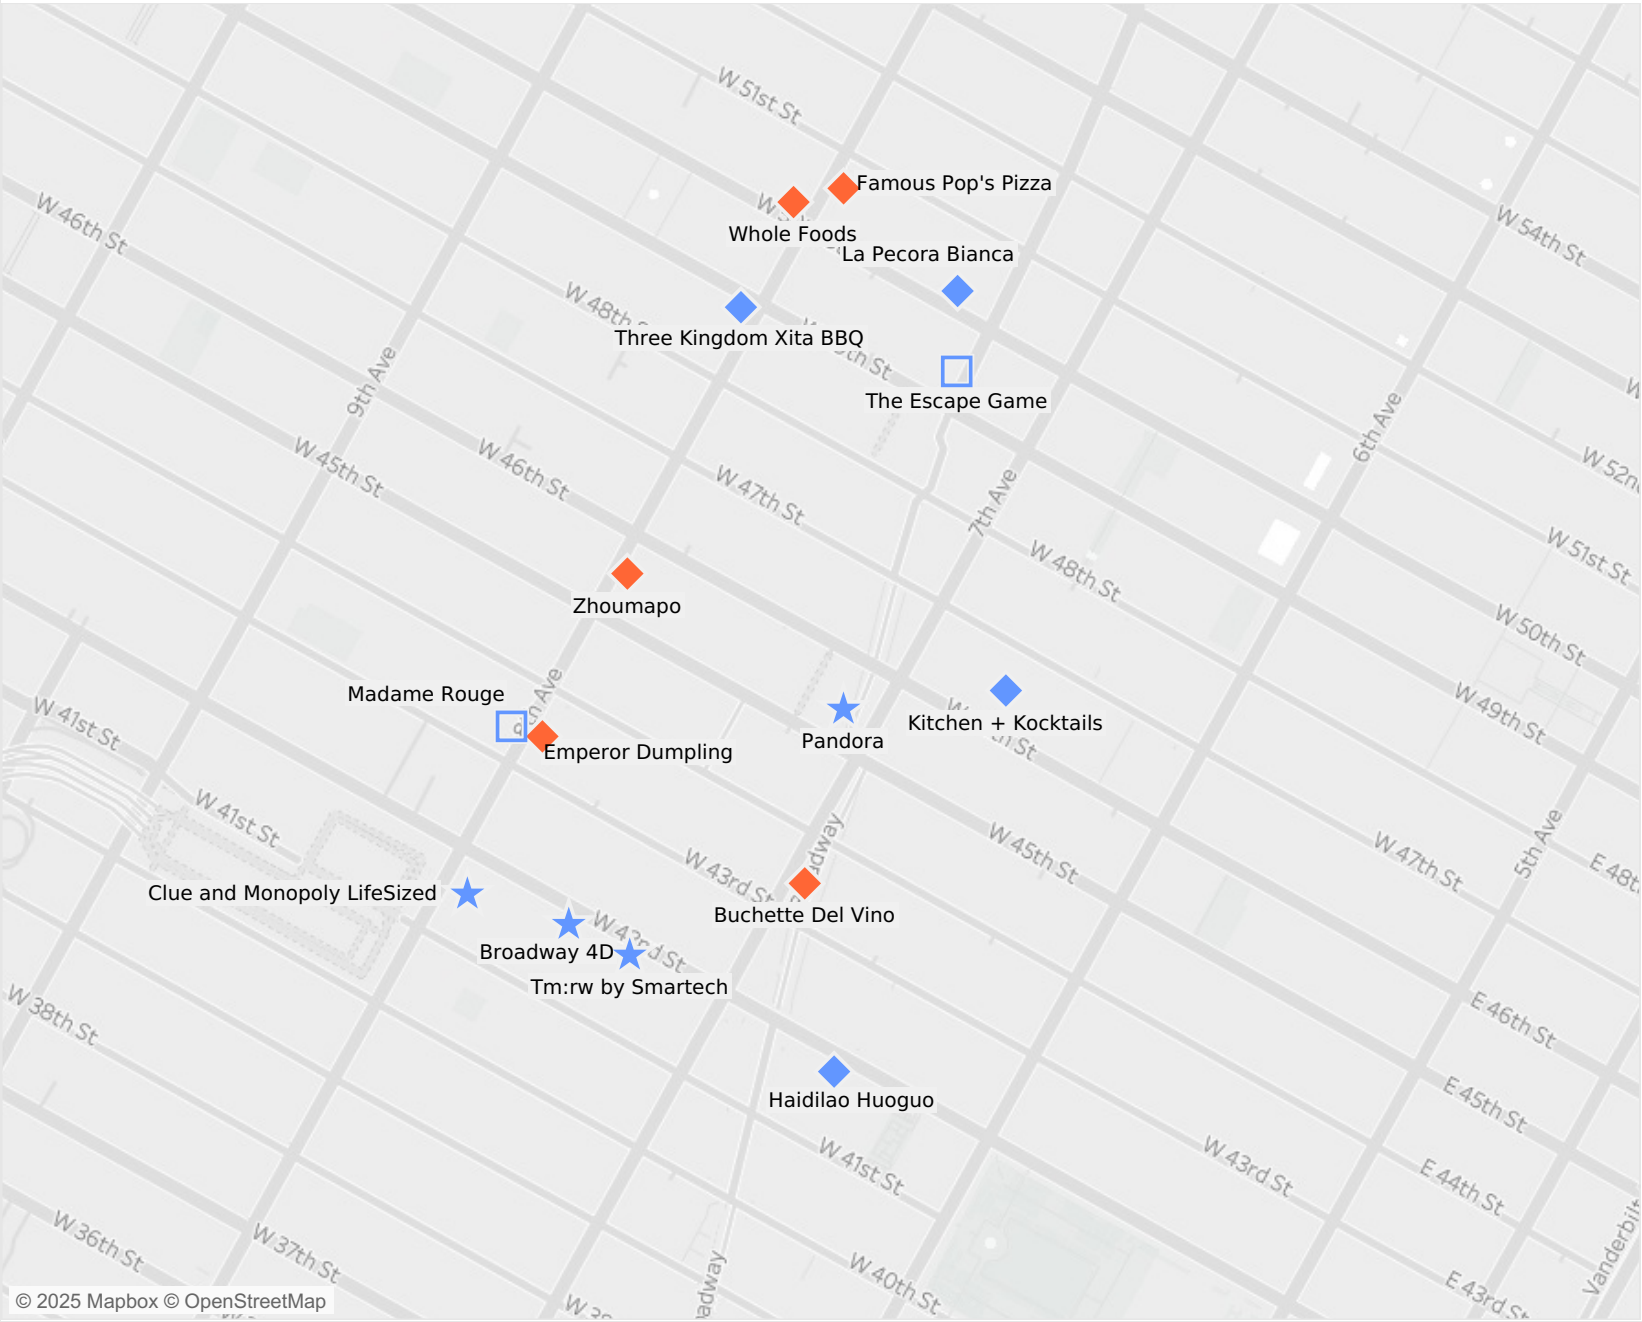 W 51st St
Famous Pop's Pizza
W 46th St
Whole Foods
W 54th St
La Pecora Bianca
W 48th S
Three Kingdom Xita BBQ
9th Ave
The Escape Game
6th Ave
W 45th St
W 46th St
W 47th St
W 52n
7th Ave
W 48th St
W 51st St
Zhoumapo
W 50th St
Madame Rouge
W 41st St
Kitchen + Kocktails
W 49th St
Pandora
Emperor Dumpling
W 41st St
W 45th St
W 47th St
5th Ave
E 48t
W 43rd St
Clue and Monopoly LifeSized
Buchette Del Vino
Broadway 4D
W 42nd St
Tm:rw by Smartech
W 38th St
E 46th St
Haidilao Huoguo
E 45th St
W 41st St
W 43rd St
E 44th St
W 36th St
W 37th St
Vanderbilt
W 40th St
adway
E 43rd St
© 2025 Mapbox © OpenStreetMap